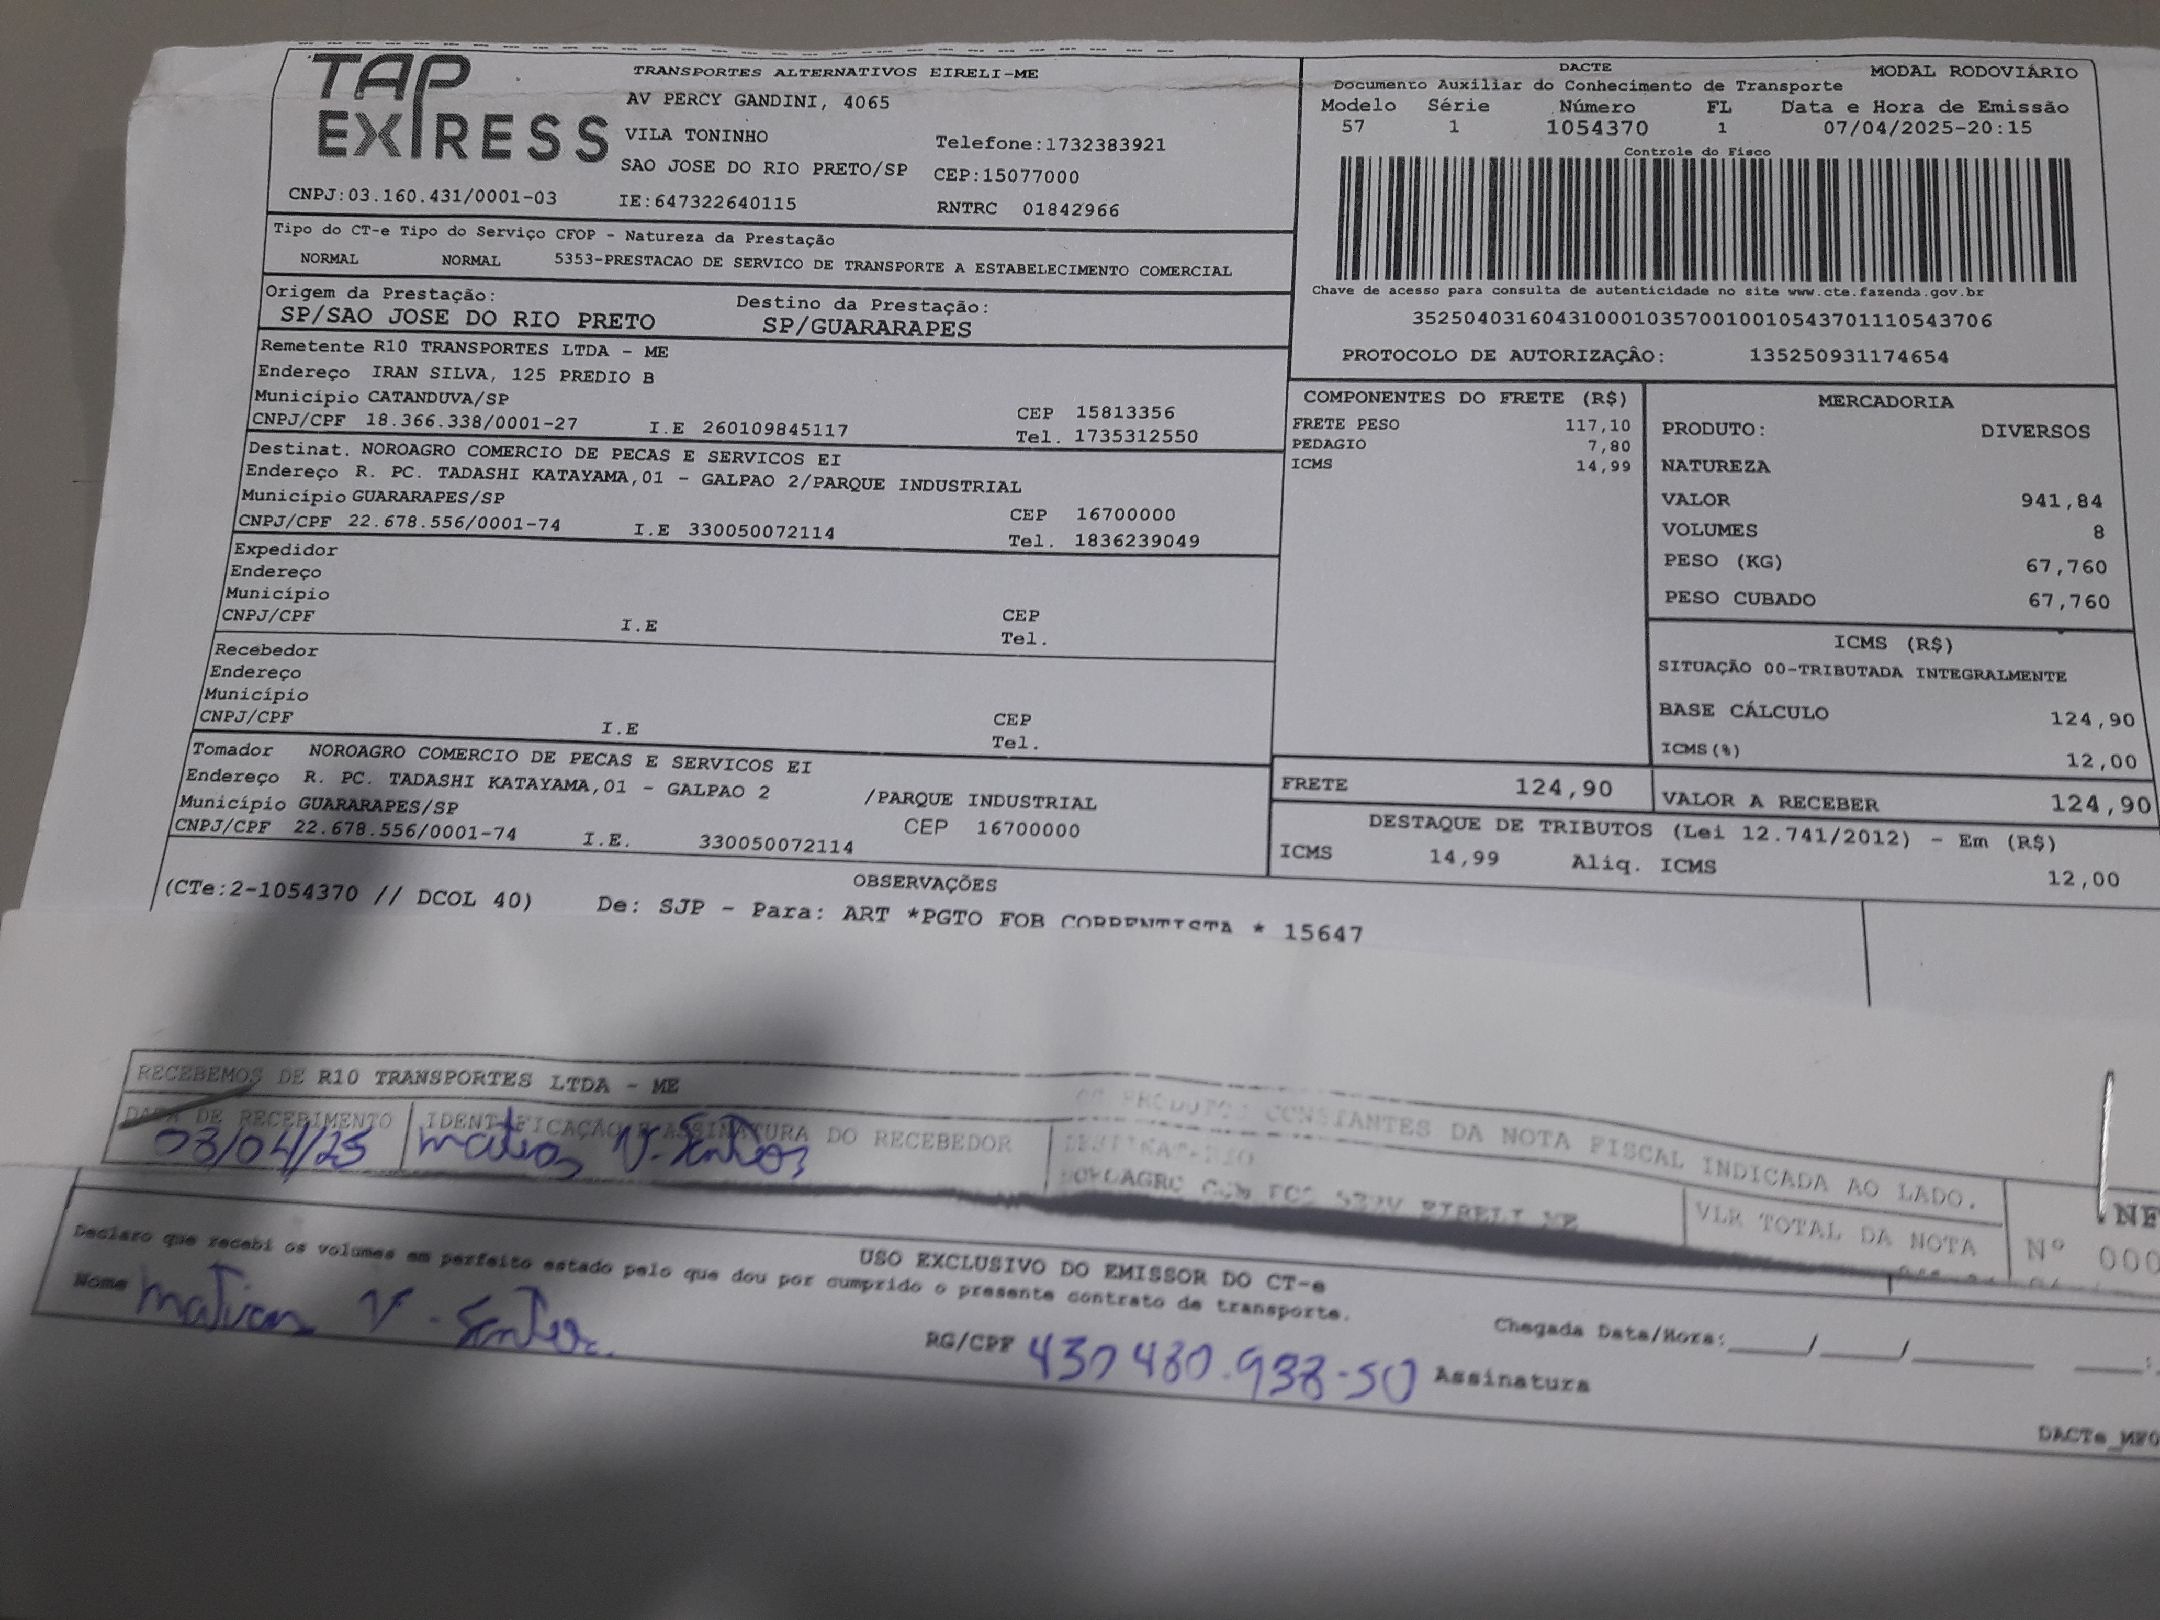 TAP EXPRESS
TRANSPORTES ALTERNATIVOS EIRELI-ME
AV PERCY GANDINI, 4065
VILA TONINHO Telefone:1732383921
SAO JOSE DO RIO PRETO/SP CEP:15077000
CNPJ:03.160.431/0001-03 IE:647322640115 RNTRC 01842966
DACTE MODAL RODOVIÁRIO
Documento Auxiliar do Conhecimento de Transporte
Modelo Série Número FL Data e Hora de Emissão
57 1 1054370 1 07/04/2025-20:15
Controle do Fisco
Chave de acesso para consulta de autenticidade no site www.cte.fazenda.gov.br
35250403160431000103570010010543701110543706
PROTOCOLO DE AUTORIZAÇÂO: 135250931174654
Tipo do CT-e Tipo do Serviço CFOP - Natureza da Prestação
NORMAL NORMAL 5353-PRESTACAO DE SERVICO DE TRANSPORTE A ESTABELECIMENTO COMERCIAL
Origem da Prestação: Destino da Prestação:
SP/SAO JOSE DO RIO PRETO SP/GUARARAPES
Remetente R10 TRANSPORTES LTDA - ME
Endereço IRAN SILVA, 125 PREDIO B
Município CATANDUVA/SP CEP 15813356
CNPJ/CPF 18.366.338/0001-27 I.E 260109845117 Tel. 1735312550
Destinat. NOROAGRO COMERCIO DE PECAS E SERVICOS EI
Endereço R. PC. TADASHI KATAYAMA,01 - GALPAO 2/PARQUE INDUSTRIAL
Município GUARARAPES/SP CEP 16700000
CNPJ/CPF 22.678.556/0001-74 I.E 330050072114 Tel. 1836239049
Expedidor
Endereço
Município CEP
CNPJ/CPF I.E Tel.
Recebedor
Endereço
Município CEP
CNPJ/CPF I.E Tel.
Tomador NOROAGRO COMERCIO DE PECAS E SERVICOS EI
Endereço R. PC. TADASHI KATAYAMA,01 - GALPAO 2 /PARQUE INDUSTRIAL
Município GUARARAPES/SP CEP 16700000
CNPJ/CPF 22.678.556/0001-74 I.E. 330050072114
COMPONENTES DO FRETE (R$)
FRETE PESO 117,10
PEDAGIO 7,80
ICMS 14,99
MERCADORIA
PRODUTO: DIVERSOS
NATUREZA
VALOR 941,84
VOLUMES 8
PESO (KG) 67,760
PESO CUBADO 67,760
ICMS (R$)
SITUAÇÃO 00-TRIBUTADA INTEGRALMENTE
BASE CÁLCULO 124,90
ICMS(%) 12,00
FRETE 124,90 VALOR A RECEBER 124,90
DESTAQUE DE TRIBUTOS (Lei 12.741/2012) - Em (R$)
ICMS 14,99 Aliq. ICMS 12,00
OBSERVAÇÕES
(CTe:2-1054370 // DCOL 40) De: SJP - Para: ART *PGTO FOB CORRENTISTA * 15647
RECEBEMOS DE R10 TRANSPORTES LTDA - ME OS PRODUTOS CONSTANTES DA NOTA FISCAL INDICADA AO LADO.
DATA DE RECEBIMENTO IDENTIFICAÇÃO E ASSINATURA DO RECEBEDOR
VLR TOTAL DA NOTA
NF
Nº 000
USO EXCLUSIVO DO EMISSOR DO CT-e
Declaro que recebi os volumes em perfeito estado pelo que dou por cumprido o presente contrato de transporte.
Nome RG/CPF Assinatura
Chegada Data/Hora: